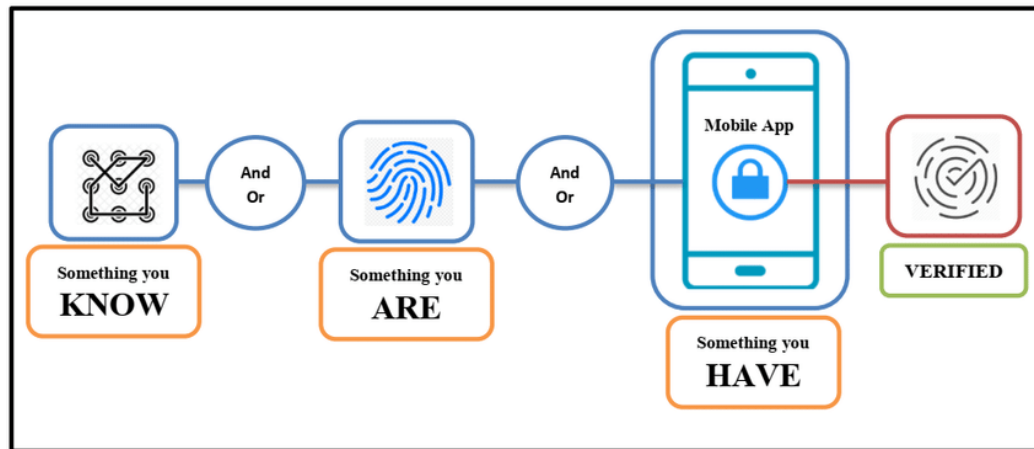 Something you
KNOW
And
Or
Something you
ARE
And
Or
Mobile App
Something you
HAVE
VERIFIED